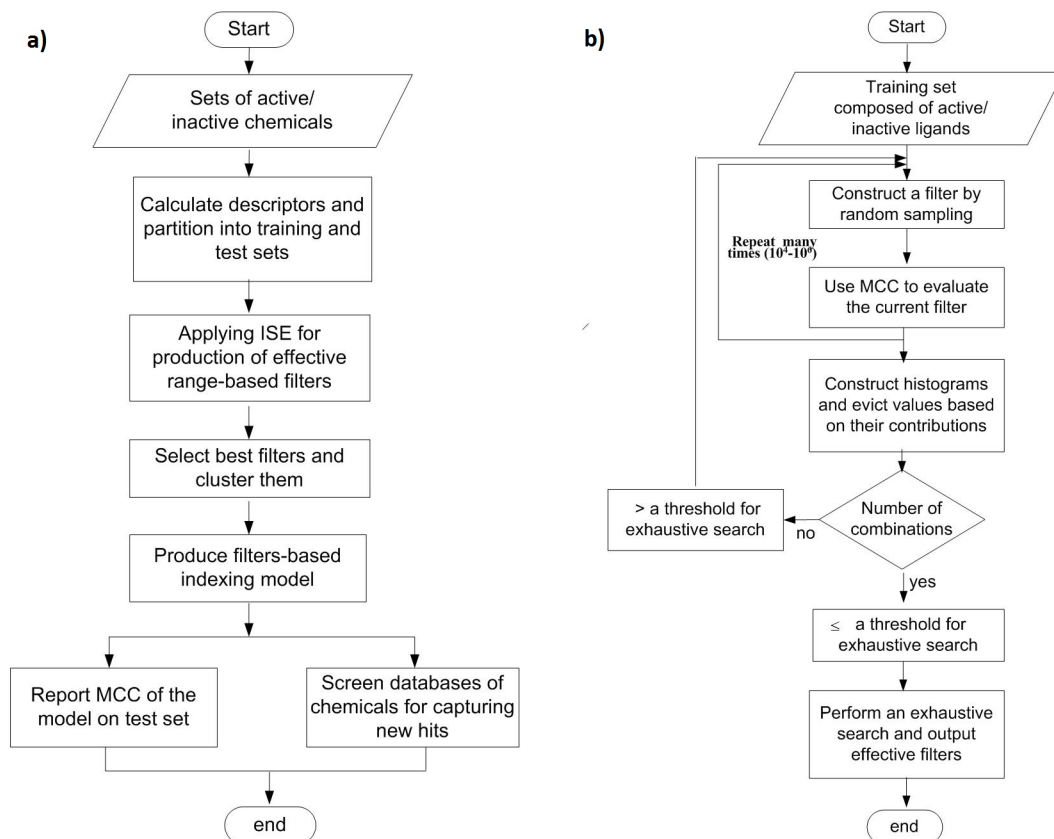 a)
Start
Sets of active/
inactive chemicals
Calculate descriptors and
partition into training and
test sets
Applying ISE for
production of effective
range-based filters
Select best filters and
cluster them
Produce filters-based
indexing model
Report MCC of the
model on test set
Screen databases of
chemicals for capturing
new hits
end
b)
Start
Training set
composed of active/
inactive ligands
Construct a filter by
random sampling
Repeat many
times
Use MCC to evaluate
the current filter
Construct histograms
and evict values based
on their contributions
Number of
combinations
no
> a threshold for
exhaustive search
yes
≤ a threshold for
exhaustive search
Perform an exhaustive
search and output
effective filters
end